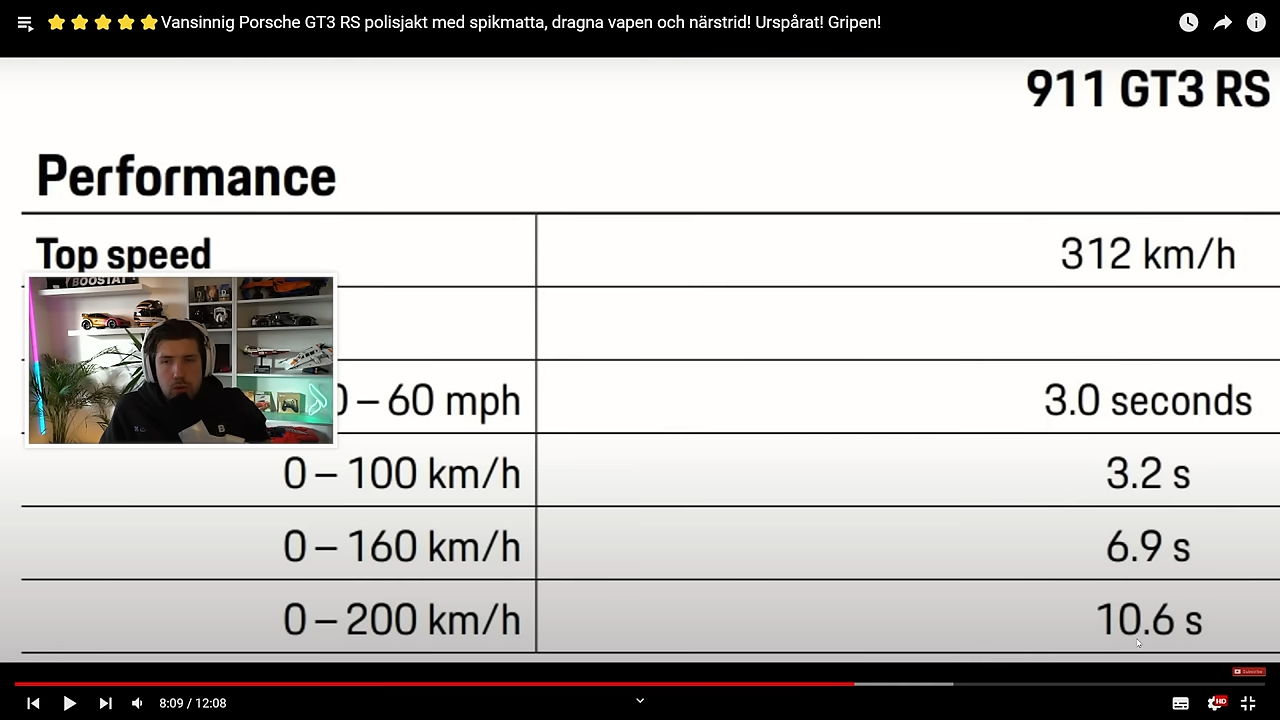 ⭐⭐⭐⭐⭐Vansinnig Porsche GT3 RS polisjakt med spikmatta, dragna vapen och närstrid! Urspårat! Gripen!
911 GT3 RS
Performance
Top speed 312 km/h
0 – 60 mph 3.0 seconds
0 – 100 km/h 3.2 s
0 – 160 km/h 6.9 s
0 – 200 km/h 10.6 s
BOOSTAT
B
Subscribe
8:09 / 12:08
HD